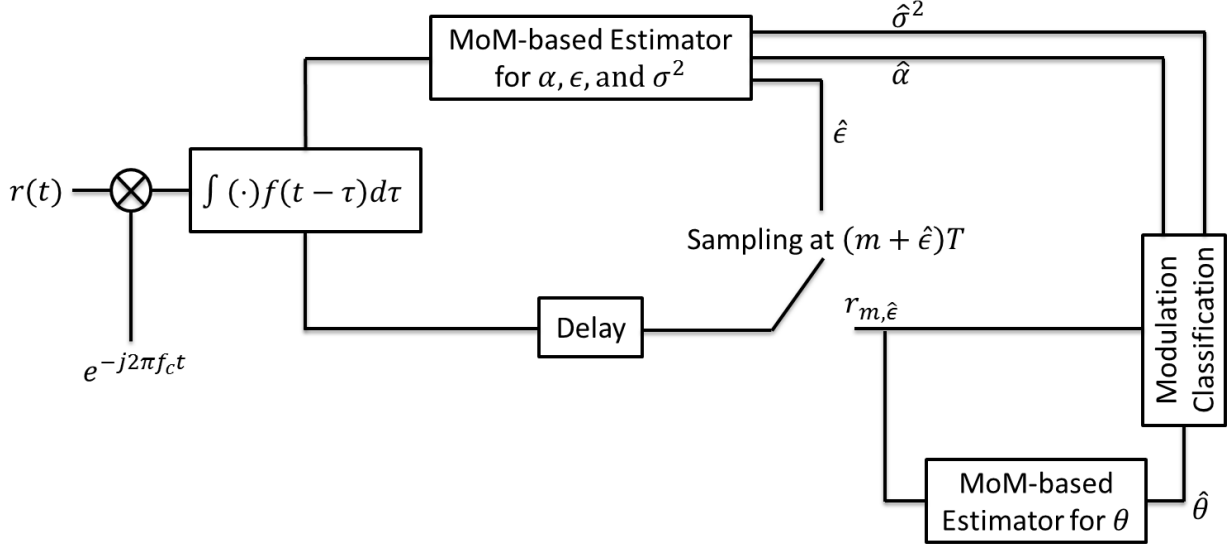 MoM-based Estimator
for α, ϵ, and σ²
σ̂²
α̂
ϵ̂
r(t)
∫ (·)f(t − τ)dτ
e^{−j2πf_c t}
Sampling at (m + ϵ̂)T
Delay
r_{m,ϵ̂}
Modulation
Classification
MoM-based
Estimator for θ
θ̂